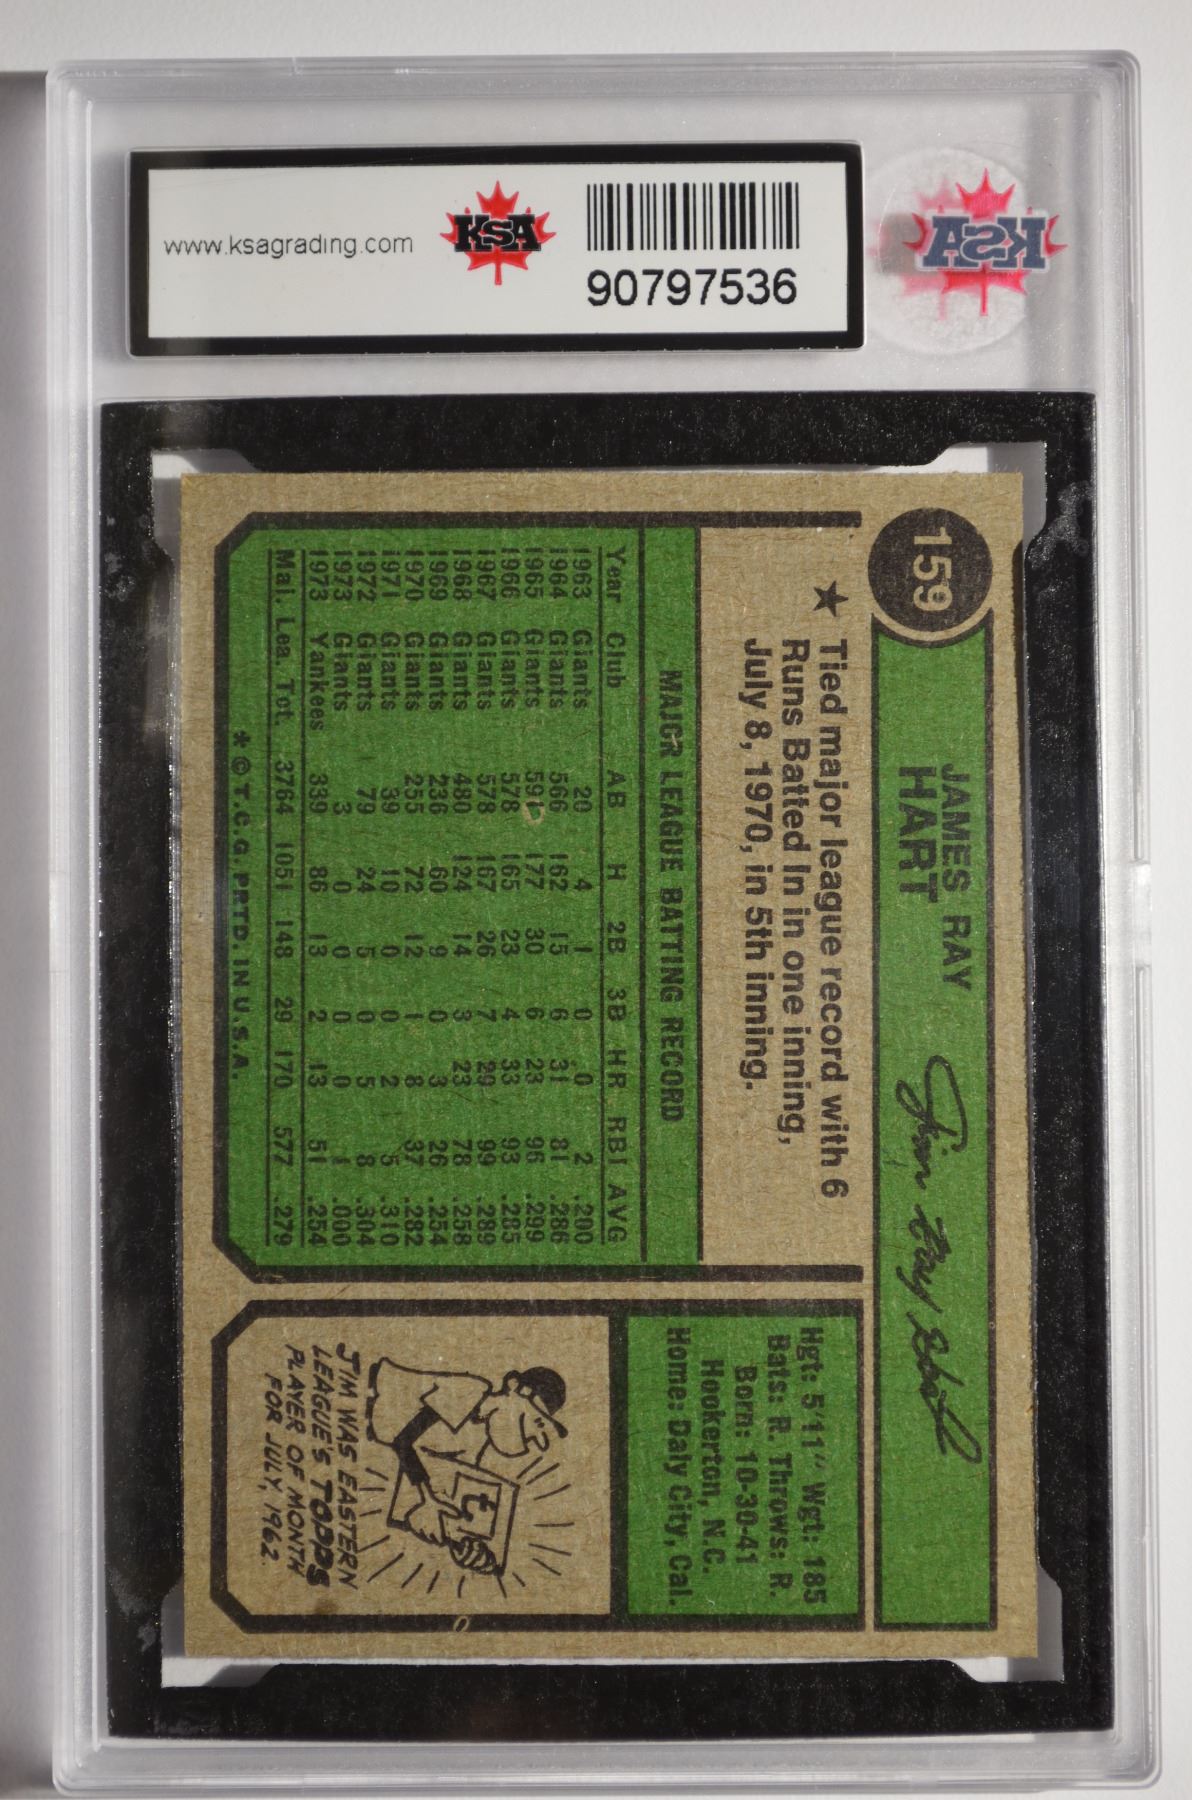 www.ksagrading.com
KSA
90797536
KSA
159
JAMES RAY
HART
Jim Ray Hart
★ Tied major league record with 6
Runs Batted In in one inning,
July 8, 1970, in 5th inning.
MAJOR LEAGUE BATTING RECORD
Year Club AB H 2B 3B HR RBI AVG
1963 Giants 20 4 1 0 0 2 .200
1964 Giants 566 162 15 6 31 81 .286
1965 Giants 177 30 6 23 96 .299
1966 Giants 578 165 23 4 33 93 .285
1967 Giants 578 167 26 7 29 99 .289
1968 Giants 480 124 14 3 23 78 .258
1969 Giants 236 60 9 0 3 26 .254
1970 Giants 255 72 12 1 8 37 .282
1971 Giants 39 10 0 0 2 5 .310
1972 Giants 79 24 5 0 5 8 .304
1973 Giants 3 0 0 0 0 1 .000
1973 Yankees 339 86 13 2 13 51 .254
Maj. Lea. Tot. 3764 1051 148 29 170 577 .279
* © T.C.G. PRTD. IN U.S.A.
Hgt: 5'11" Wgt: 185
Bats: R. Throws: R.
Born: 10-30-41
Hookerton, N.C.
Home: Daly City, Cal.
JIM WAS EASTERN
LEAGUE'S TOPPS
PLAYER OF MONTH
FOR JULY, 1962.